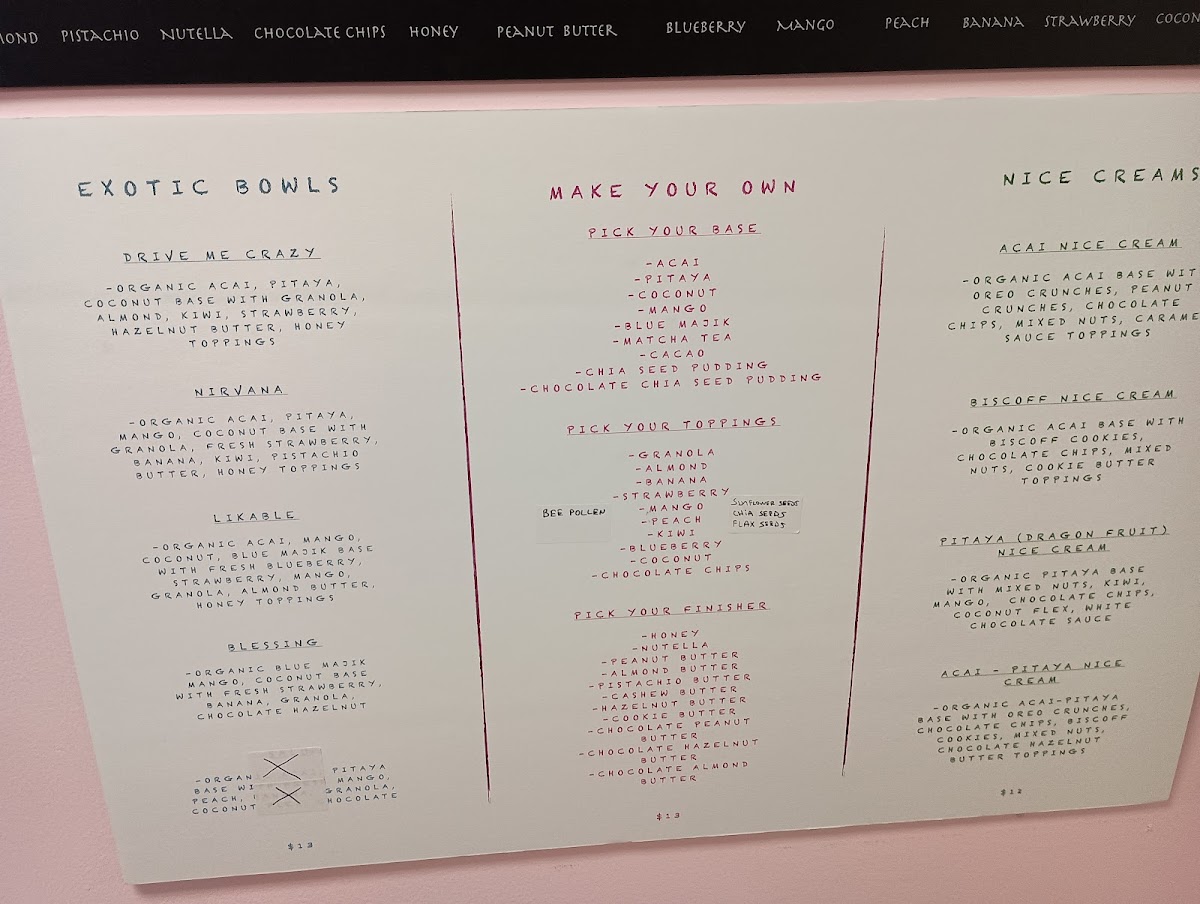 PISTACHIO NUTELLA CHOCOLATE CHIPS HONEY PEANUT BUTTER BLUEBERRY MANGO PEACH BANANA STRAWBERRY
EXOTIC BOWLS
DRIVE ME CRAZY
-ORGANIC ACAI, PITAYA,
COCONUT BASE WITH GRANOLA,
ALMOND, KIWI, STRAWBERRY,
HAZELNUT BUTTER, HONEY
TOPPINGS
NIRVANA
-ORGANIC ACAI, PITAYA,
MANGO, COCONUT BASE WITH
GRANOLA, FRESH STRAWBERRY,
BANANA, KIWI, PISTACHIO
BUTTER, HONEY TOPPINGS
LIKABLE
-ORGANIC ACAI, MANGO,
COCONUT, BLUE MAJIK BASE
WITH FRESH BLUEBERRY,
STRAWBERRY, MANGO,
GRANOLA, ALMOND BUTTER,
HONEY TOPPINGS
BLESSING
-ORGANIC BLUE MAJIK
MANGO, COCONUT BASE
WITH FRESH STRAWBERRY,
BANANA, GRANOLA,
CHOCOLATE HAZELNUT
-ORGAN PITAYA
BASE WI MANGO,
PEACH, GRANOLA,
COCONUT HOCOLATE
$13
MAKE YOUR OWN
PICK YOUR BASE
-ACAI
-PITAYA
-COCONUT
-MANGO
-BLUE MAJIK
-MATCHA TEA
-CACAO
-CHIA SEED PUDDING
-CHOCOLATE CHIA SEED PUDDING
PICK YOUR TOPPINGS
-GRANOLA
-ALMOND
-BANANA
-STRAWBERRY
-MANGO
-PEACH
-KIWI
-BLUEBERRY
-COCONUT
-CHOCOLATE CHIPS
BEE POLLEN
SUNFLOWER SEEDS
CHIA SEEDS
FLAX SEEDS
PICK YOUR FINISHER
-HONEY
-NUTELLA
-PEANUT BUTTER
-ALMOND BUTTER
-PISTACHIO BUTTER
-CASHEW BUTTER
-HAZELNUT BUTTER
-COOKIE BUTTER
-CHOCOLATE PEANUT
BUTTER
-CHOCOLATE HAZELNUT
BUTTER
-CHOCOLATE ALMOND
BUTTER
$13
NICE CREAMS
ACAI NICE CREAM
-ORGANIC ACAI BASE WIT
OREO CRUNCHES, PEANUT
CRUNCHES, CHOCOLATE
CHIPS, MIXED NUTS, CARAME
SAUCE TOPPINGS
BISCOFF NICE CREAM
-ORGANIC ACAI BASE WITH
BISCOFF COOKIES,
CHOCOLATE CHIPS, MIXED
NUTS, COOKIE BUTTER
TOPPINGS
PITAYA (DRAGON FRUIT)
NICE CREAM
-ORGANIC PITAYA BASE
WITH MIXED NUTS, KIWI,
MANGO, CHOCOLATE CHIPS,
COCONUT FLEX, WHITE
CHOCOLATE SAUCE
ACAI - PITAYA NICE
CREAM
-ORGANIC ACAI-PITAYA
BASE WITH OREO CRUNCHES,
CHOCOLATE CHIPS, BISCOFF
COOKIES, MIXED NUTS,
CHOCOLATE HAZELNUT
BUTTER TOPPINGS
$12